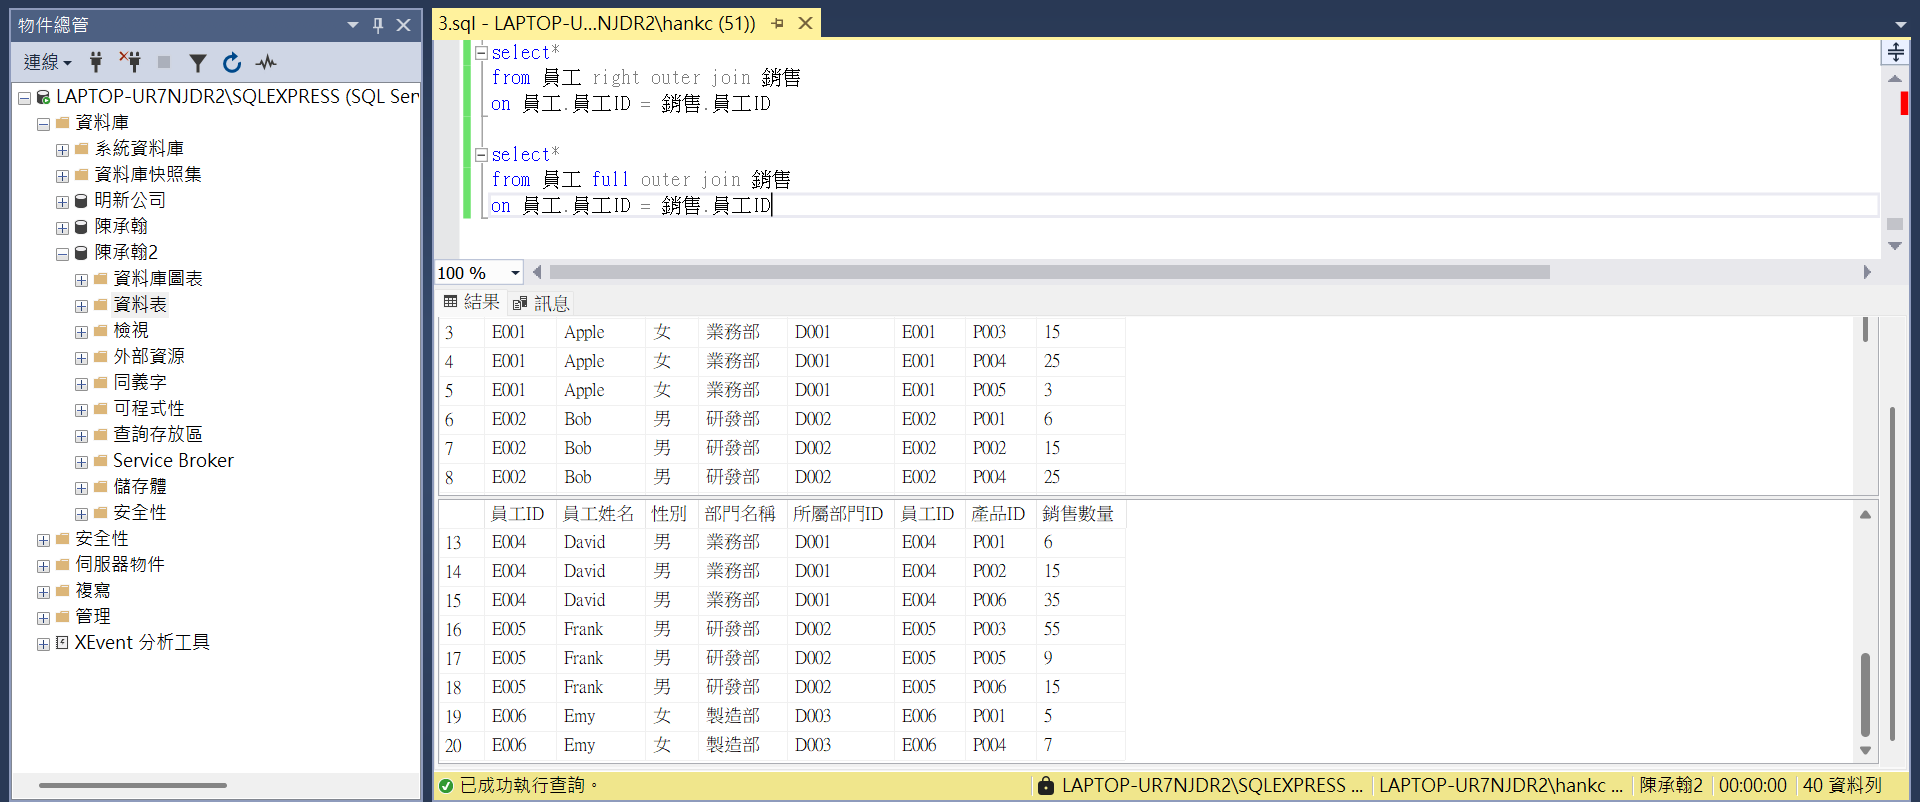 物件總管
連線
LAPTOP-UR7NJDR2\SQLEXPRESS (SQL Ser
資料庫
系統資料庫
資料庫快照集
明新公司
陳承翰
陳承翰2
資料庫圖表
資料表
檢視
外部資源
同義字
可程式性
查詢存放區
Service Broker
儲存體
安全性
安全性
伺服器物件
複寫
管理
XEvent 分析工具
3.sql - LAPTOP-U...NJDR2\hankc (51))
select*
from 員工 right outer join 銷售
on 員工.員工ID = 銷售.員工ID
select*
from 員工 full outer join 銷售
on 員工.員工ID = 銷售.員工ID
100 %
結果 訊息
3 E001 Apple 女 業務部 D001 E001 P003 15
4 E001 Apple 女 業務部 D001 E001 P004 25
5 E001 Apple 女 業務部 D001 E001 P005 3
6 E002 Bob 男 研發部 D002 E002 P001 6
7 E002 Bob 男 研發部 D002 E002 P002 15
8 E002 Bob 男 研發部 D002 E002 P004 25
員工ID 員工姓名 性別 部門名稱 所屬部門ID 員工ID 產品ID 銷售數量
13 E004 David 男 業務部 D001 E004 P001 6
14 E004 David 男 業務部 D001 E004 P002 15
15 E004 David 男 業務部 D001 E004 P006 35
16 E005 Frank 男 研發部 D002 E005 P003 55
17 E005 Frank 男 研發部 D002 E005 P005 9
18 E005 Frank 男 研發部 D002 E005 P006 15
19 E006 Emy 女 製造部 D003 E006 P001 5
20 E006 Emy 女 製造部 D003 E006 P004 7
已成功執行查詢。 LAPTOP-UR7NJDR2\SQLEXPRESS ... LAPTOP-UR7NJDR2\hankc ... 陳承翰2 00:00:00 40 資料列